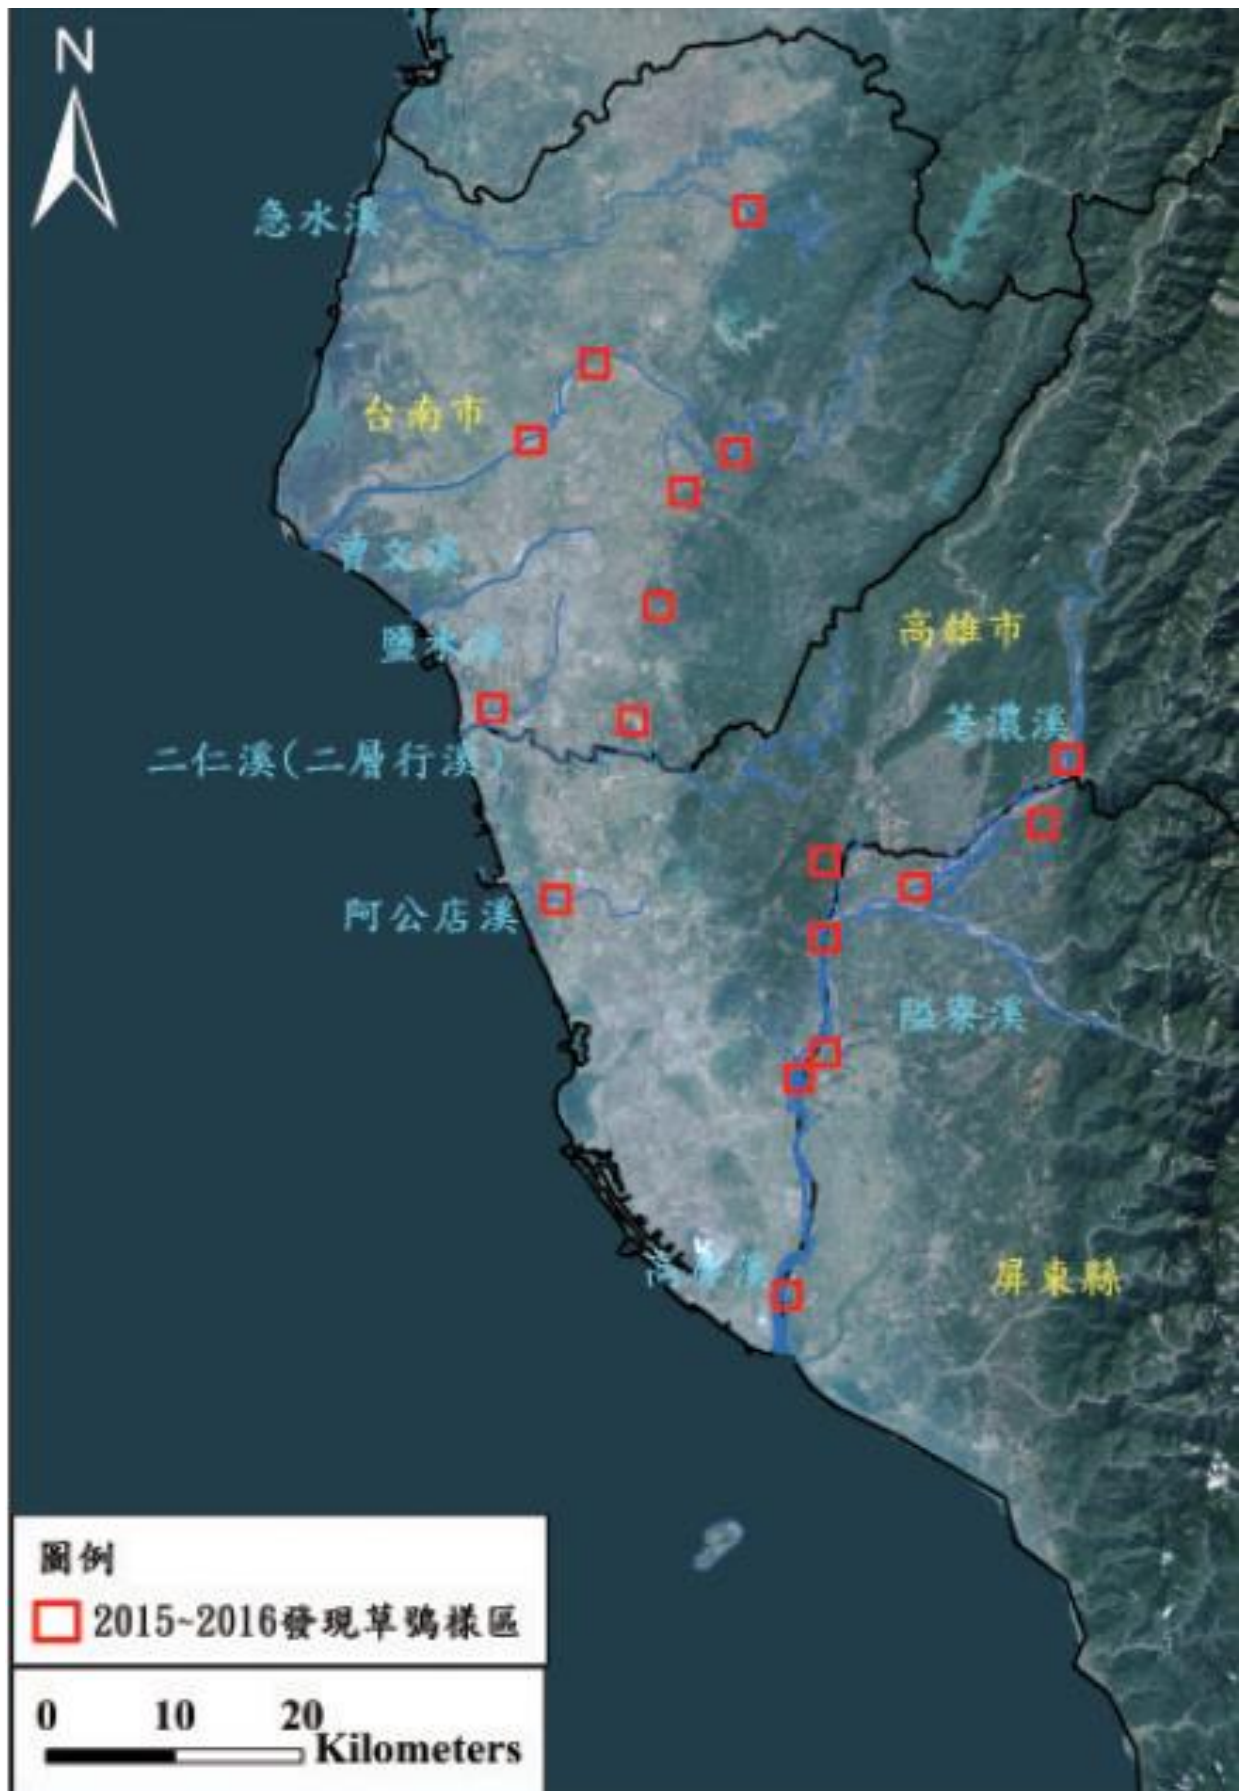 N
急水溪
台南市
曾文溪
鹽水溪
高雄市
荖濃溪
二仁溪(二層行溪)
阿公店溪
隘寮溪
屏東縣
圖例
2015~2016發現草鴞樣區
0 10 20
Kilometers